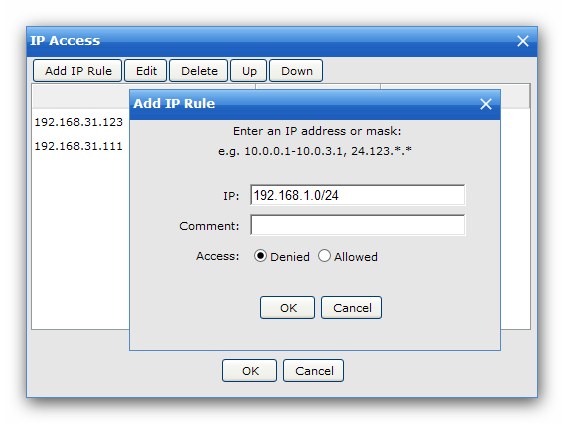 IP Access
Add IP Rule Edit Delete Up Down
192.168.31.123
192.168.31.111
Add IP Rule
Enter an IP address or mask:
e.g. 10.0.0.1-10.0.3.1, 24.123.*.*
IP: 192.168.1.0/24
Comment:
Access: Denied Allowed
OK Cancel
OK Cancel